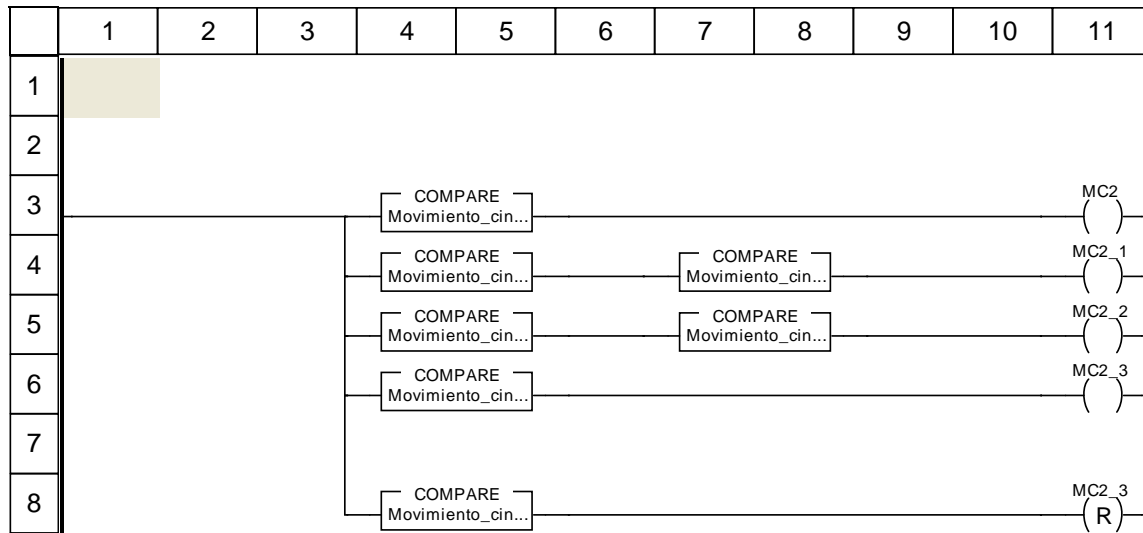 1 2 3 4 5 6 7 8 9 10 11
1
2
3
COMPARE MC2
Movimiento_cin...
4
COMPARE COMPARE MC2_1
Movimiento_cin... Movimiento_cin...
5
COMPARE COMPARE MC2_2
Movimiento_cin... Movimiento_cin...
6
COMPARE MC2_3
Movimiento_cin...
7
8
COMPARE MC2_3
Movimiento_cin... R